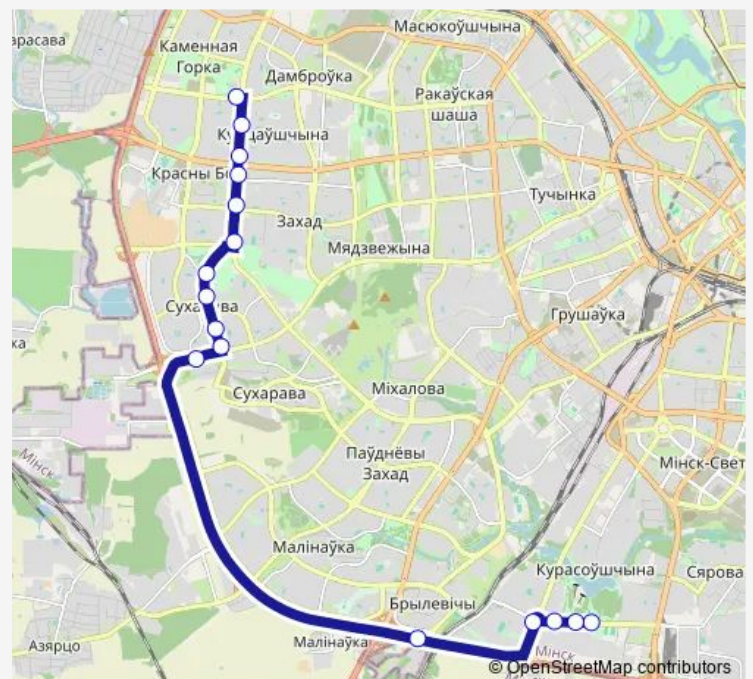 Масюкоўшчына
арасава
Каменная
Горка
Дамброўка
Ракаўская
шаша
Захад
Тучынка
Мядзвежына
Грушаўка
ка
Сухарава
Міхалова
Паўднёвы
Захад
Мінск-Свет
Мінск
Малінаўка
Курасоўшчына
Сярова
Брылевічы
Малінаўка
Азярцо
Мінск
© OpenStreetMap contributors